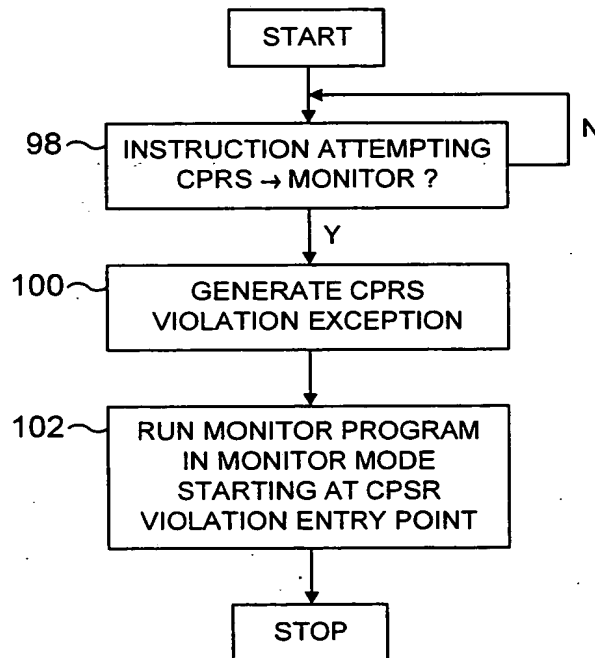 START
N
98
INSTRUCTION ATTEMPTING
CPRS → MONITOR ?
Y
100
GENERATE CPRS
VIOLATION EXCEPTION
102
RUN MONITOR PROGRAM
IN MONITOR MODE
STARTING AT CPSR
VIOLATION ENTRY POINT
STOP